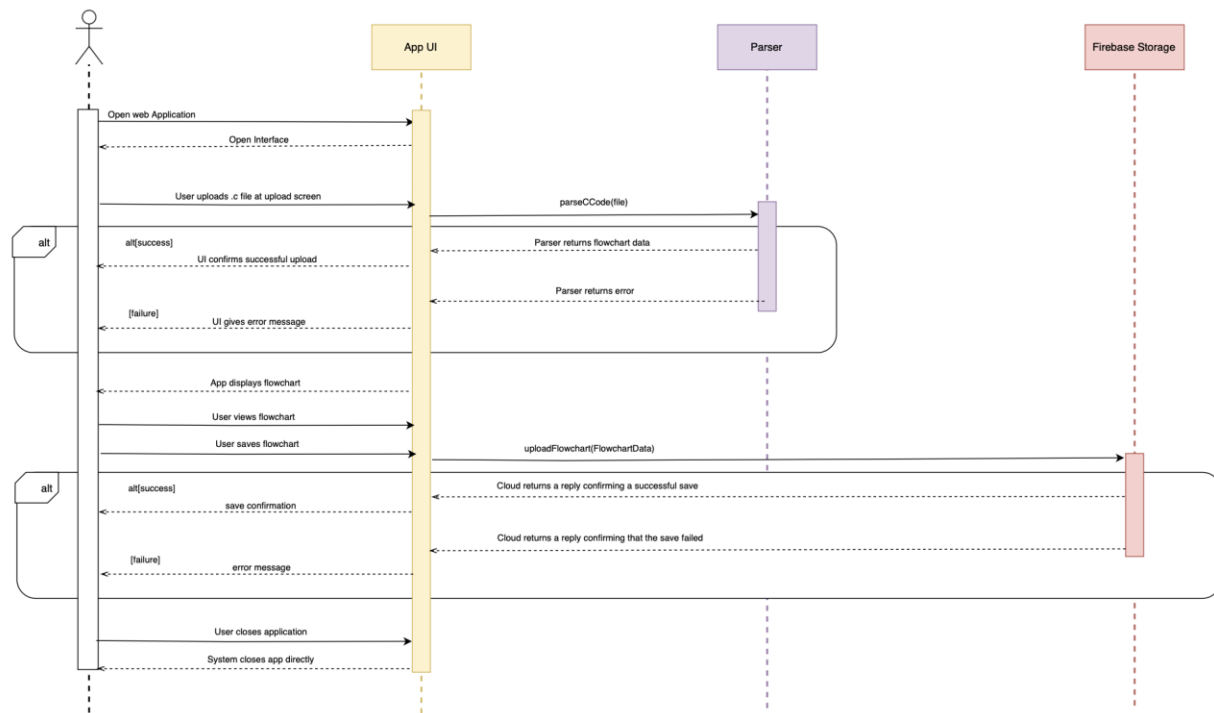 App UI
Parser
Firebase Storage
Open web Application
Open Interface
User uploads .c file at upload screen
parseCCode(file)
alt
alt[success]
Parser returns flowchart data
UI confirms successful upload
Parser returns error
[failure]
UI gives error message
App displays flowchart
User views flowchart
User saves flowchart
uploadFlowchart(FlowchartData)
alt
alt[success]
Cloud returns a reply confirming a successful save
save confirmation
Cloud returns a reply confirming that the save failed
[failure]
error message
User closes application
System closes app directly